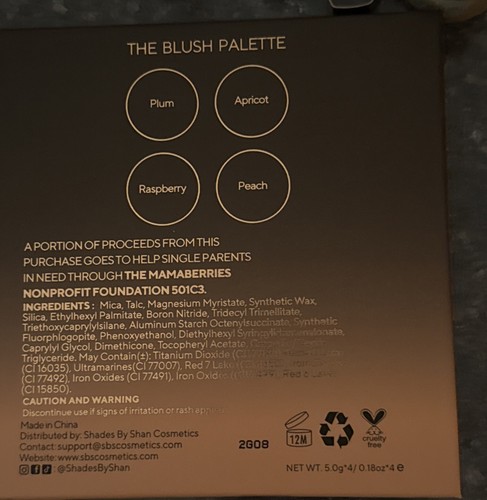 THE BLUSH PALETTE
Plum
Apricot
Raspberry
Peach
A PORTION OF PROCEEDS FROM THIS
PURCHASE GOES TO HELP SINGLE PARENTS
IN NEED THROUGH THE MAMABERRIES
NONPROFIT FOUNDATION 501C3.
INGREDIENTS : Mica, Talc, Magnesium Myristate, Synthetic Wax,
Silica, Ethylhexyl Palmitate, Boron Nitride, Tridecyl Trimellitate,
Triethoxycaprylylsilane, Aluminum Starch Octenylsuccinate, Synthetic
Fluorphlogopite, Phenoxyethanol, Diethylhexyl
Caprylyl Glycol, Dimethicone, Tocopheryl Acetate,
Triglyceride. May Contain(±): Titanium Dioxide
(CI 16035), Ultramarines(CI 77007), Red 7 Lake
(CI 77492), Iron Oxides (CI 77491), Iron Oxides
(CI 15850).
CAUTION AND WARNING
Discontinue use if signs of irritation or rash
Made in China
Distributed by: Shades By Shan Cosmetics
Contact: support@sbscosmetics.com
Website: www.sbscosmetics.com
@ShadesByShan
2G08
12M
cruelty
free
NET WT. 5.0g*4/ 0.18oz*4 e